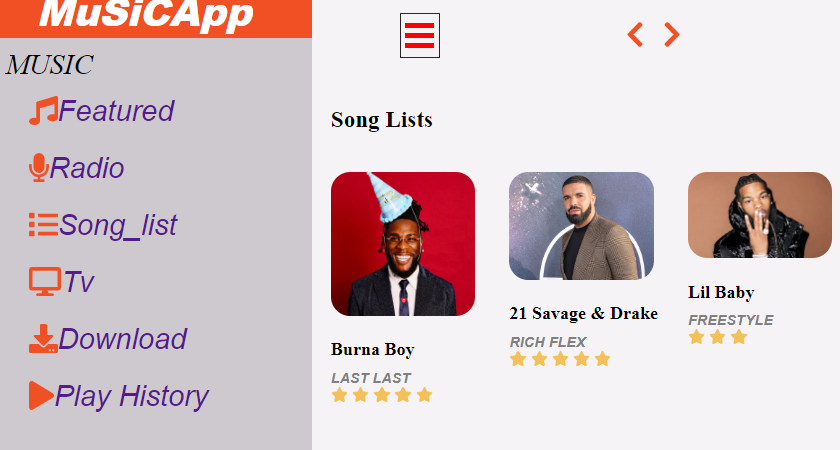 MuSiCApp
MUSIC
Featured
Radio
Song_list
Tv
Download
Play History
Song Lists
Burna Boy
LAST LAST
21 Savage & Drake
RICH FLEX
Lil Baby
FREESTYLE